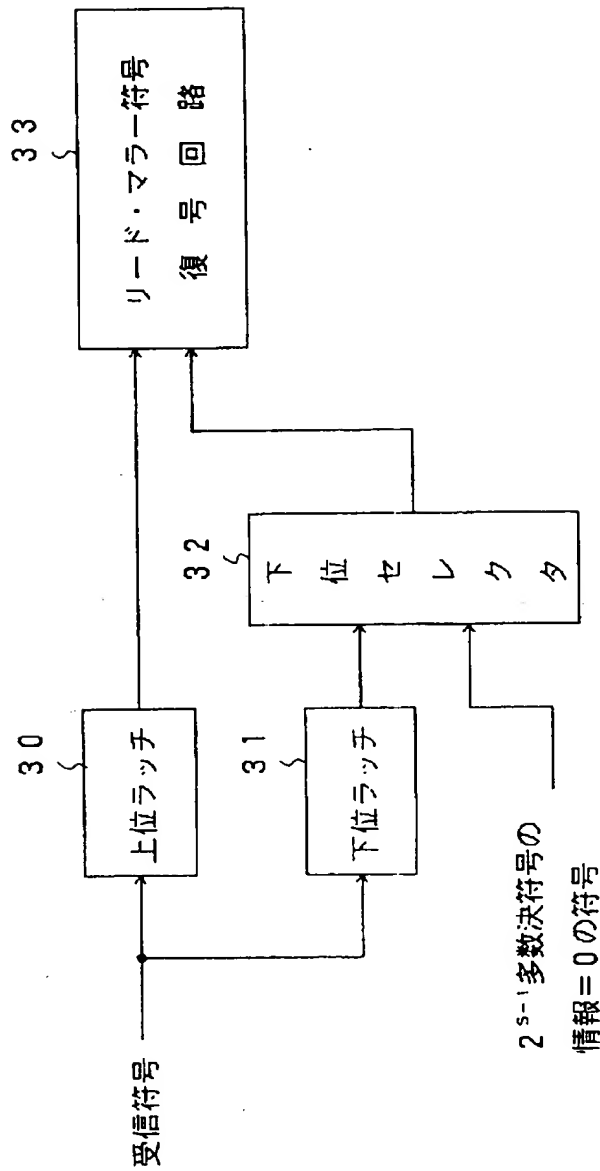 受信符号
30
上位ラッチ
31
下位ラッチ
2^{s-1}多数決符号の
情報=0の符号
32
下位セレクタ
33
リード・マラー符号
復号回路